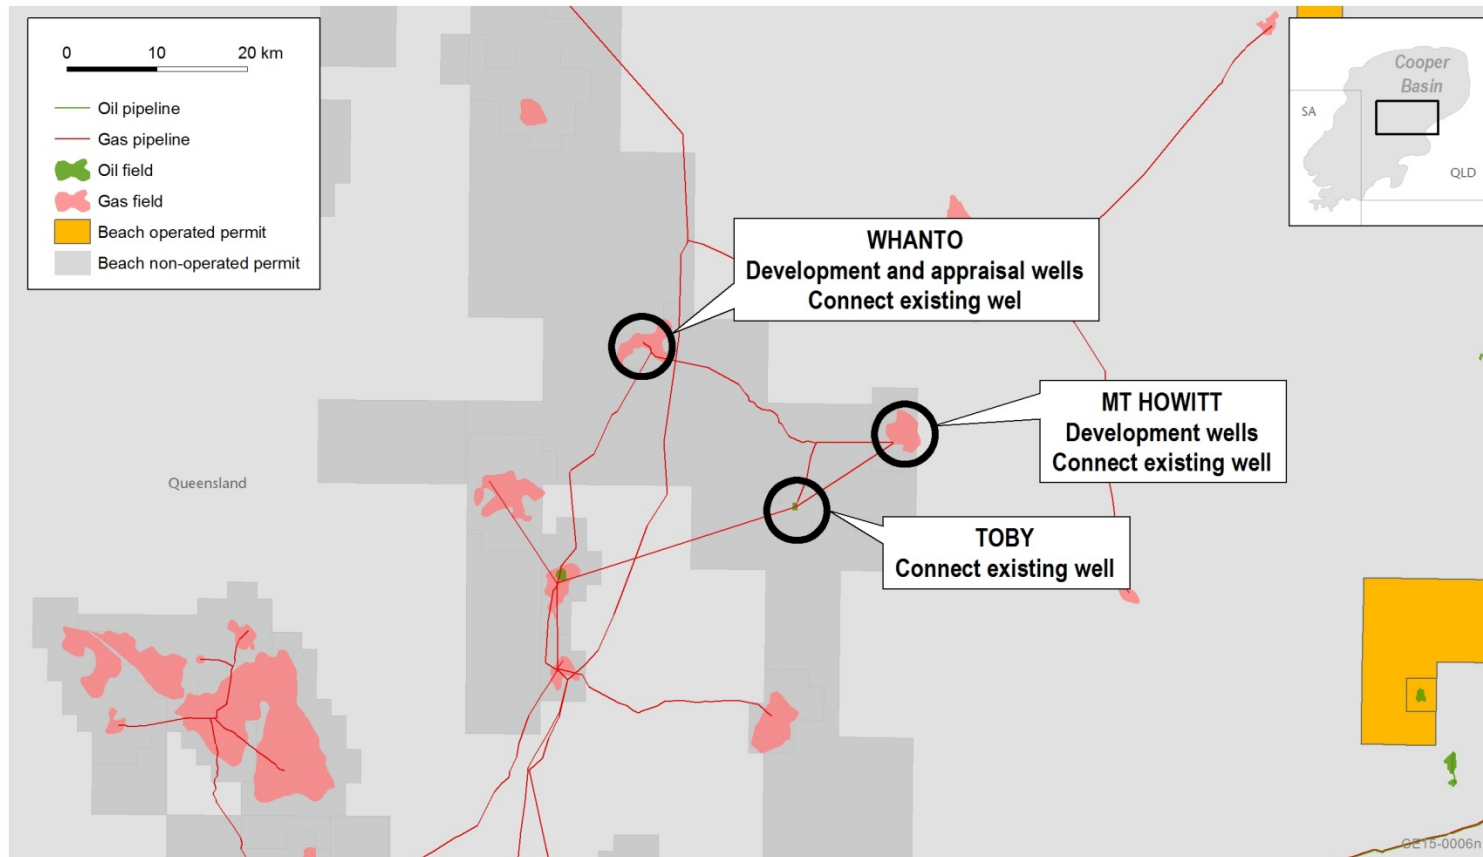 0 10 20 km
Oil pipeline
Gas pipeline
Oil field
Gas field
Beach operated permit
Beach non-operated permit
Cooper
Basin
SA
QLD
WHANTO
Development and appraisal wells
Connect existing wel
MT HOWITT
Development wells
Connect existing well
Queensland
TOBY
Connect existing well
CE15-0006n